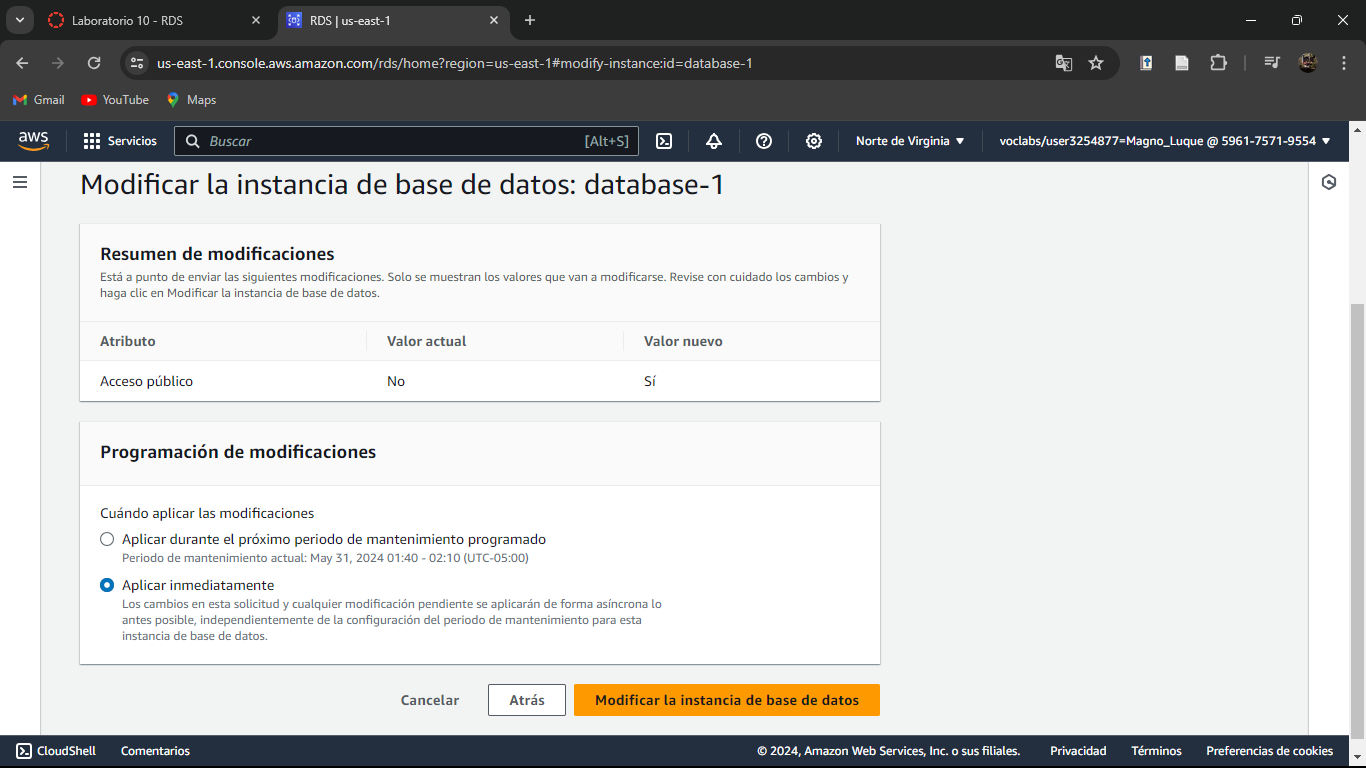 Laboratorio 10 - RDS
RDS | us-east-1
us-east-1.console.aws.amazon.com/rds/home?region=us-east-1#modify-instance:id=database-1
Gmail
YouTube
Maps
aws
Servicios
Buscar
[Alt+S]
Norte de Virginia
voclabs/user3254877=Magno_Luque @ 5961-7571-9554
Modificar la instancia de base de datos: database-1
Resumen de modificaciones
Está a punto de enviar las siguientes modificaciones. Solo se muestran los valores que van a modificarse. Revise con cuidado los cambios y
haga clic en Modificar la instancia de base de datos.
Atributo Valor actual Valor nuevo
Acceso público No Sí
Programación de modificaciones
Cuándo aplicar las modificaciones
Aplicar durante el próximo periodo de mantenimiento programado
Periodo de mantenimiento actual: May 31, 2024 01:40 - 02:10 (UTC-05:00)
Aplicar inmediatamente
Los cambios en esta solicitud y cualquier modificación pendiente se aplicarán de forma asíncrona lo
antes posible, independientemente de la configuración del periodo de mantenimiento para esta
instancia de base de datos.
Cancelar
Atrás
Modificar la instancia de base de datos
CloudShell
Comentarios
© 2024, Amazon Web Services, Inc. o sus filiales.
Privacidad
Términos
Preferencias de cookies